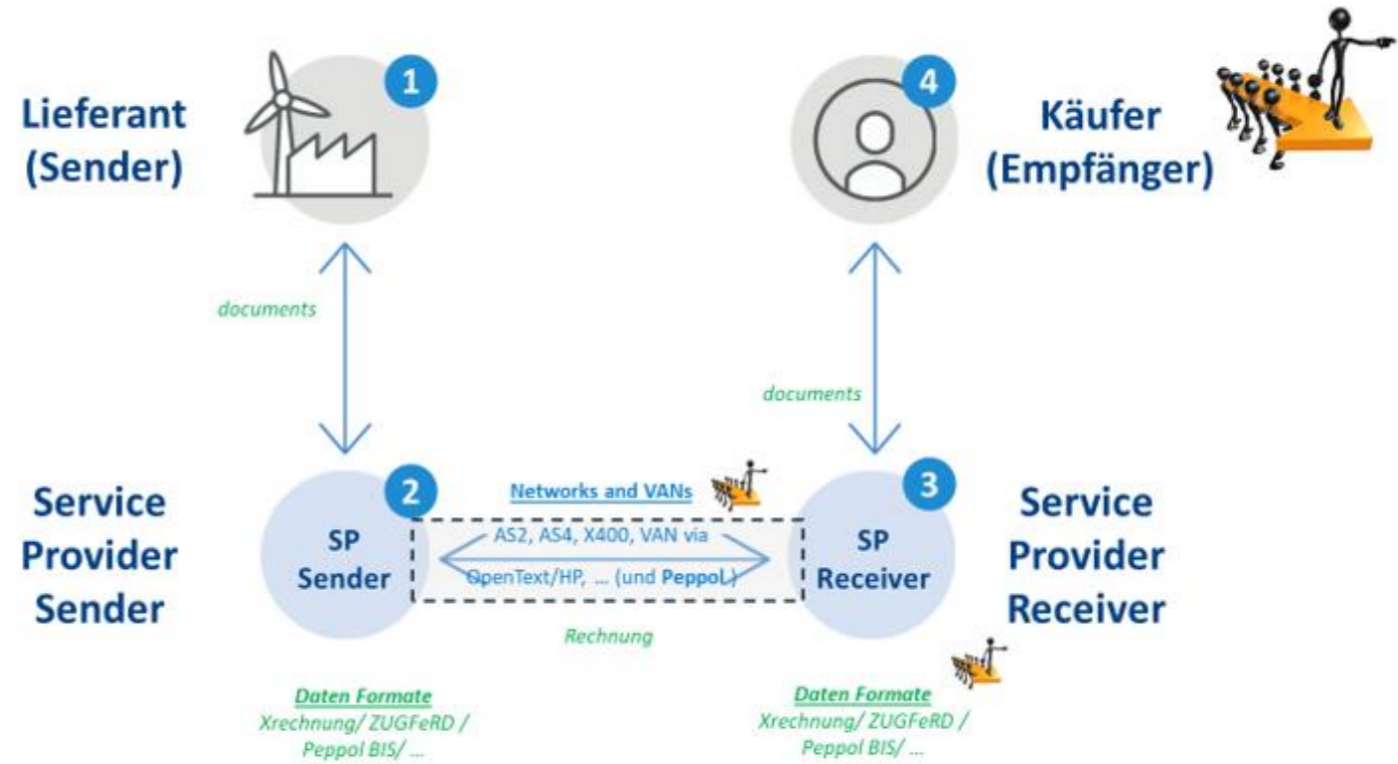 Lieferant
(Sender)
1
4
Käufer
(Empfänger)
documents
documents
Service
Provider
Sender
2
SP
Sender
Networks and VANs
AS2, AS4, X400, VAN via
OpenText/HP, ... (und Peppol )
Rechnung
3
SP
Receiver
Service
Provider
Receiver
Daten Formate
Xrechnung/ ZUGFeRD /
Peppol BIS/ ...
Daten Formate
Xrechnung/ ZUGFeRD /
Peppol BIS/ ...